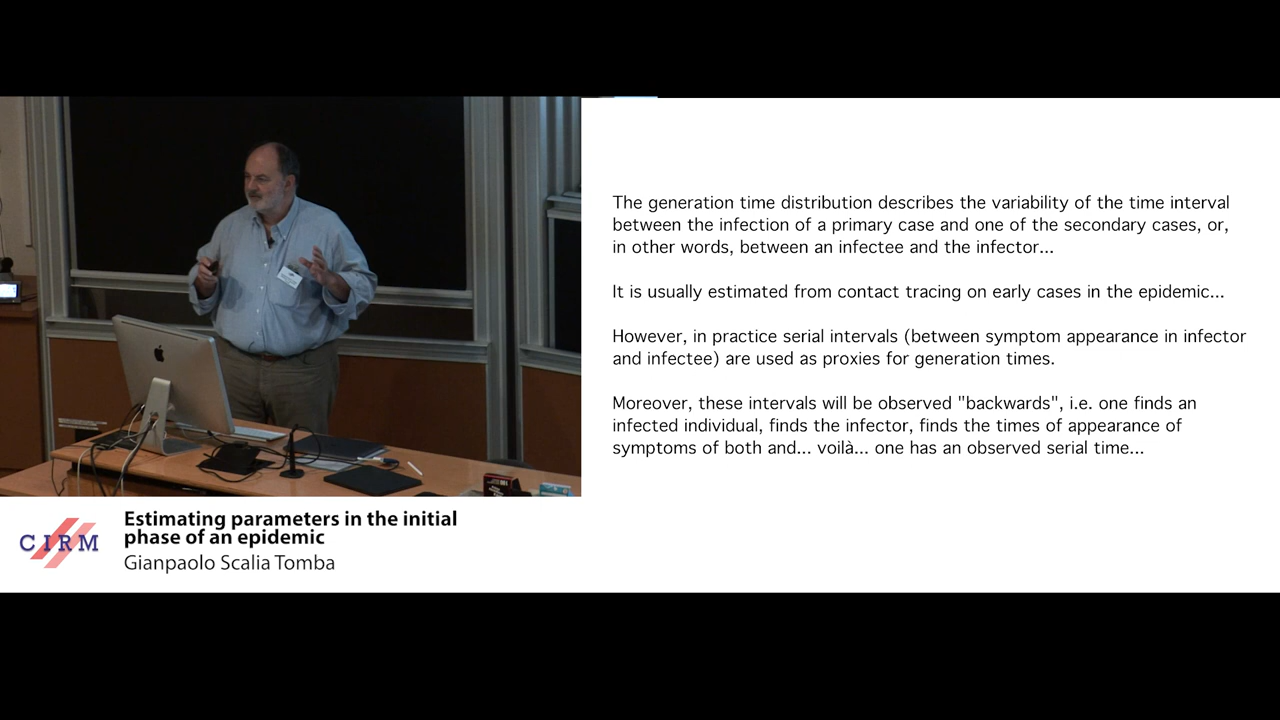 The generation time distribution describes the variability of the time interval
between the infection of a primary case and one of the secondary cases, or,
in other words, between an infectee and the infector...
It is usually estimated from contact tracing on early cases in the epidemic...
However, in practice serial intervals (between symptom appearance in infector
and infectee) are used as proxies for generation times.
Moreover, these intervals will be observed "backwards", i.e. one finds an
infected individual, finds the infector, finds the times of appearance of
symptoms of both and... voilà... one has an observed serial time...
CIRM
Estimating parameters in the initial
phase of an epidemic
Gianpaolo Scalia Tomba